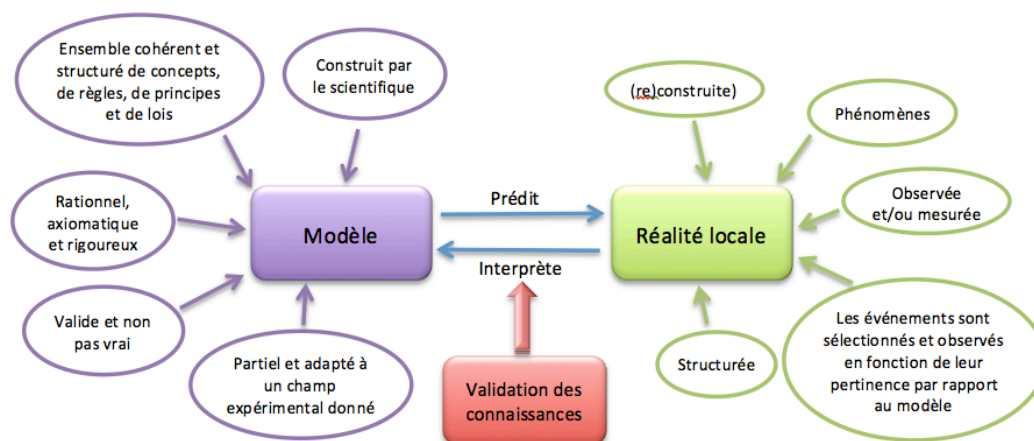 Ensemble cohérent et
structuré de concepts,
de règles, de principes
et de lois
Construit par
le scientifique
(re)construite)
Phénomènes
Rationnel,
axiomatique
et rigoureux
Modèle
Prédit
Interprète
Réalité locale
Observée
et/ou mesurée
Valide et non
pas vrai
Partiel et adapté à
un champ
expérimental donné
Validation des
connaissances
Structurée
Les événements sont
sélectionnés et observés
en fonction de leur
pertinence par rapport
au modèle